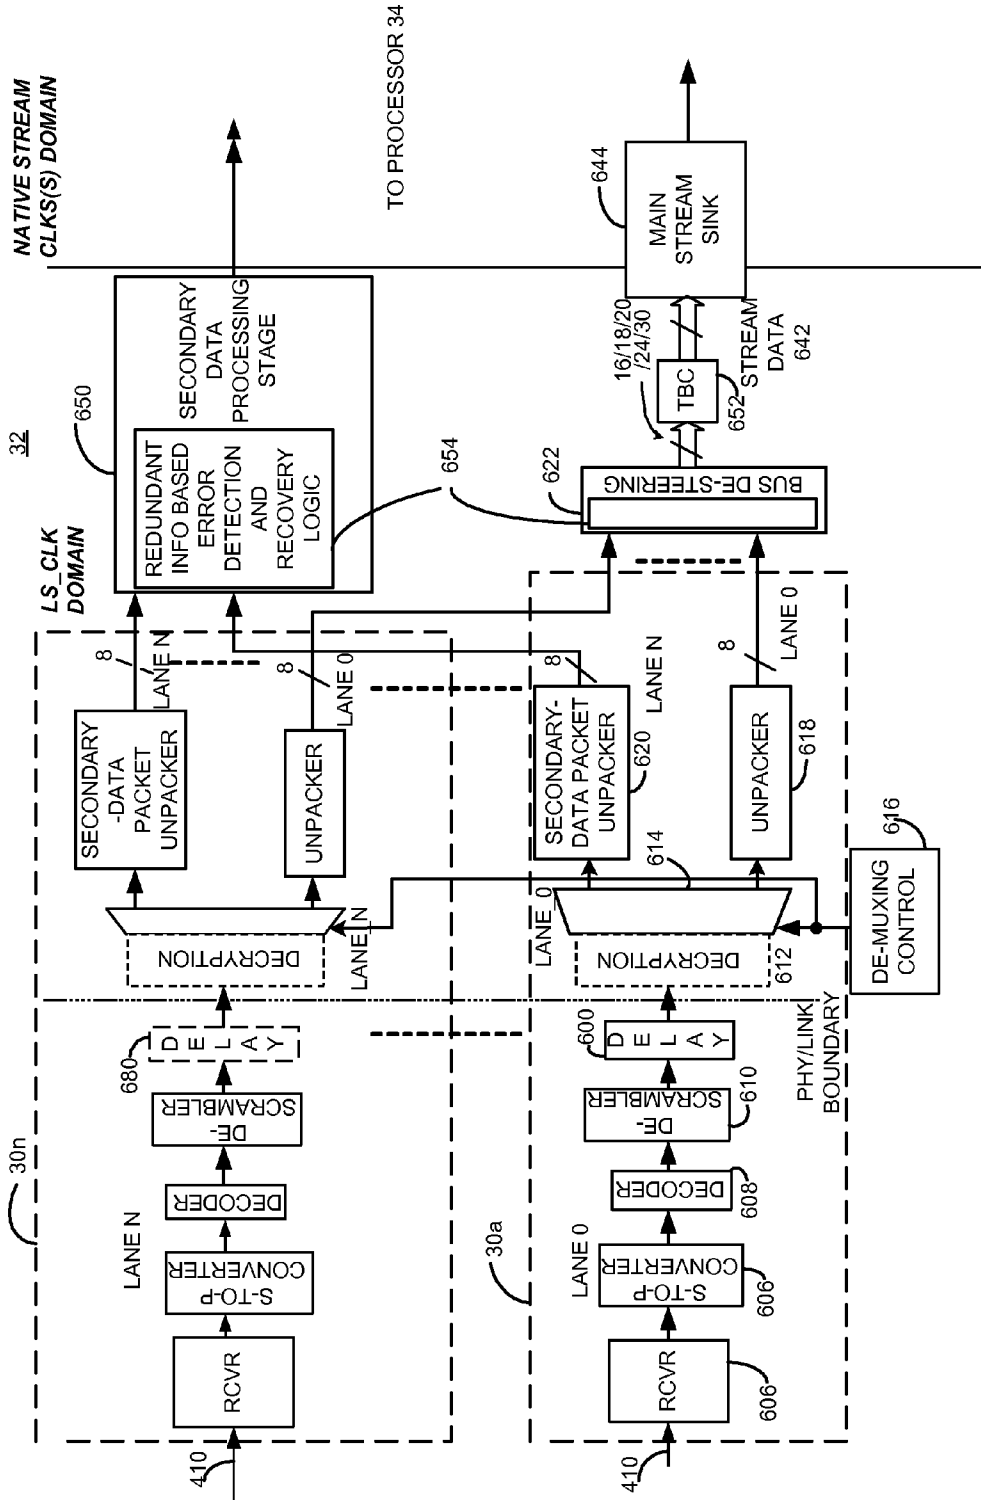 32
NATIVE STREAM
CLKS(S) DOMAIN
LS_CLK
DOMAIN
TO PROCESSOR 34
30n
LANE N
410
RCVR
S-TO-P
CONVERTER
DECODER
DE-
SCRAMBLER
680
DELAY
DECRYPTION
LANE_N
SECONDARY
-DATA
PACKET
UNPACKER
8
LANE N
UNPACKER
8
LANE 0
650
REDUNDANT
INFO BASED
ERROR
DETECTION
AND
RECOVERY
LOGIC
SECONDARY
DATA
PROCESSING
STAGE
654
30a
LANE 0
410
RCVR
606
S-TO-P
CONVERTER
606
DECODER
608
DE-
SCRAMBLER
610
600
DELAY
PHY/LINK
BOUNDARY
DECRYPTION
612
LANE_0
614
SECONDARY-
DATA PACKET
UNPACKER
620
8
LANE N
UNPACKER
618
8
LANE 0
DE-MUXING
CONTROL
616
622
BUS DE-STEERING
16/18/20
/24/30
TBC
652
STREAM
DATA
642
MAIN
STREAM
SINK
644